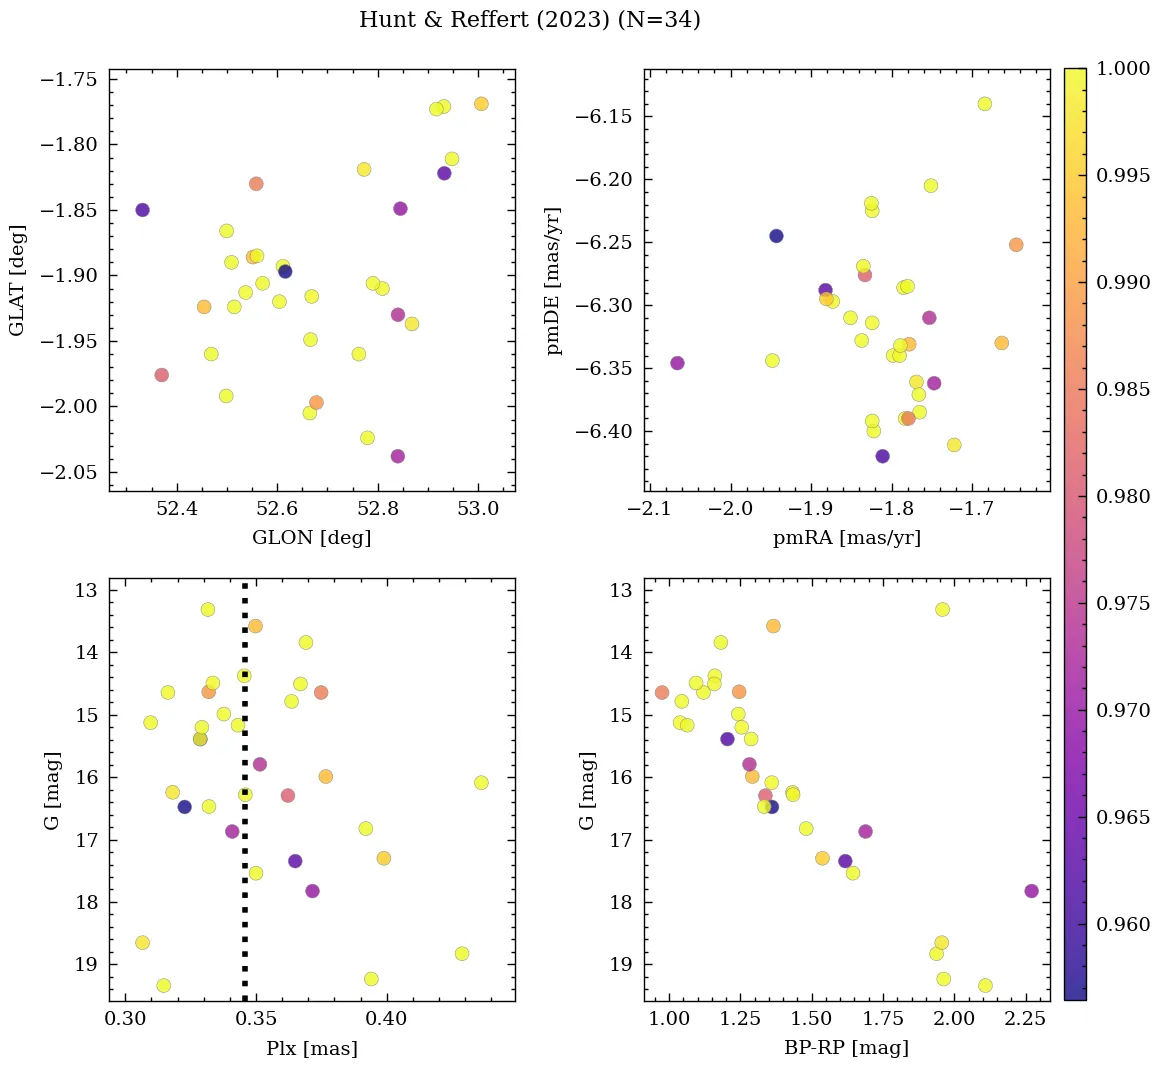 Hunt & Reffert (2023) (N=34)
−1.75
−1.80
−1.85
−1.90
−1.95
−2.00
−2.05
GLAT [deg]
52.4 52.6 52.8 53.0
GLON [deg]
−6.15
−6.20
−6.25
−6.30
−6.35
−6.40
pmDE [mas/yr]
−2.1 −2.0 −1.9 −1.8 −1.7
pmRA [mas/yr]
13
14
15
16
17
18
19
G [mag]
0.30 0.35 0.40
Plx [mas]
13
14
15
16
17
18
19
G [mag]
1.00 1.25 1.50 1.75 2.00 2.25
BP-RP [mag]
1.000
0.995
0.990
0.985
0.980
0.975
0.970
0.965
0.960